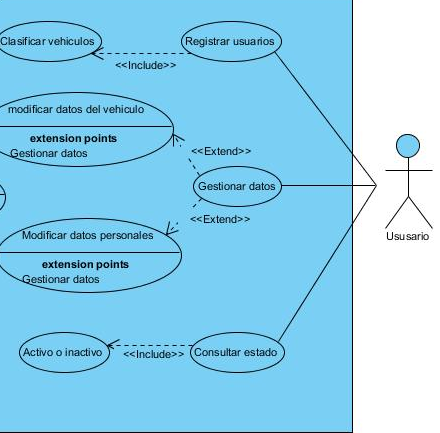 Clasificar vehiculos
Registrar usuarios
<<Include>>
modificar datos del vehiculo
extension points
Gestionar datos
<<Extend>>
Gestionar datos
<<Extend>>
Modificar datos personales
extension points
Gestionar datos
Ususario
Activo o inactivo
<<Include>>
Consultar estado